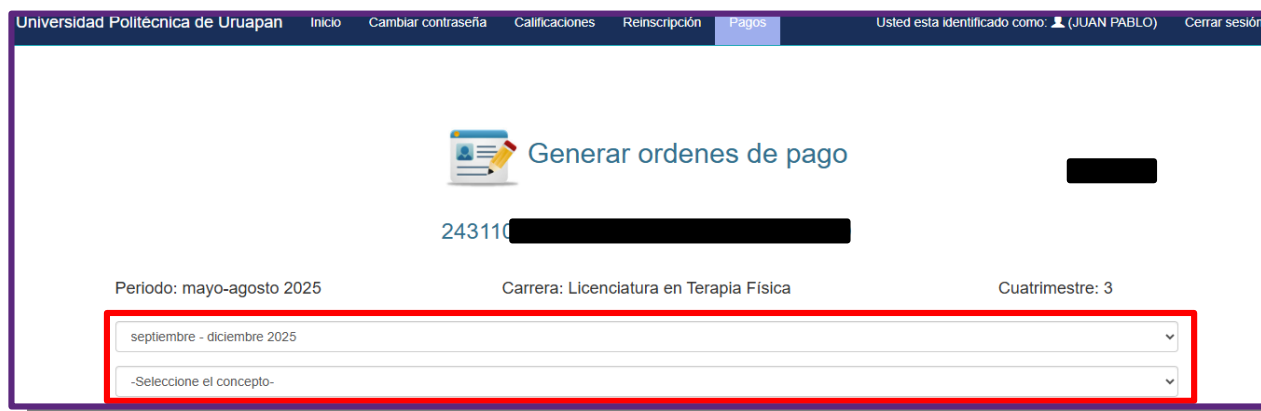 Universidad Politécnica de Uruapan Inicio Cambiar contraseña Calificaciones Reinscripción Pagos Usted esta identificado como: (JUAN PABLO) Cerrar sesión
Generar ordenes de pago
243110
Periodo: mayo-agosto 2025 Carrera: Licenciatura en Terapia Física Cuatrimestre: 3
septiembre - diciembre 2025
-Seleccione el concepto-